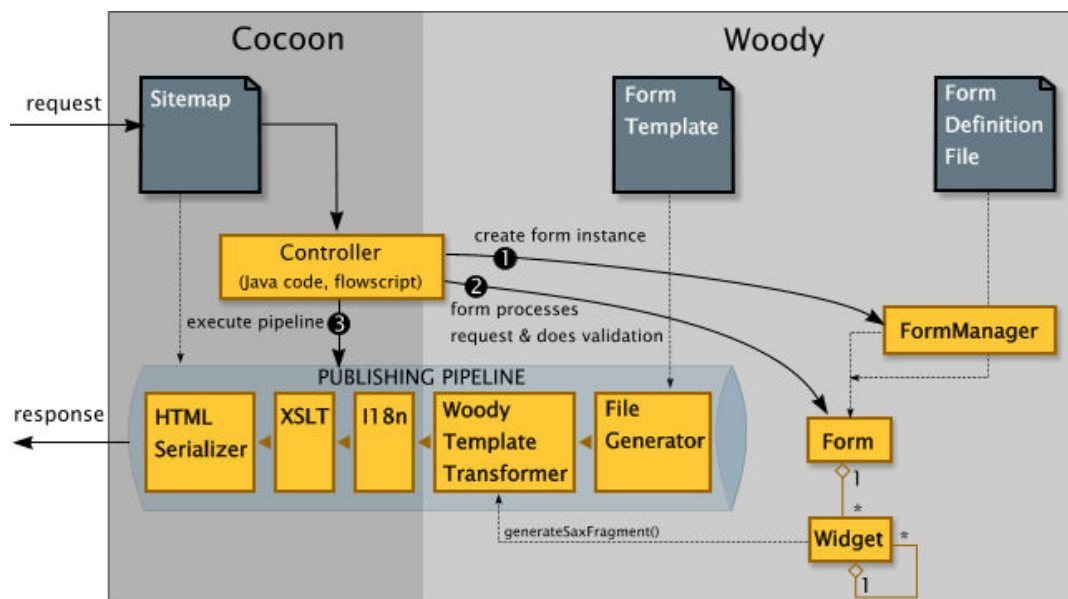 Cocoon
Woody
request
Sitemap
Form
Template
Form
Definition
File
create form instance
1
Controller
(Java code, flowscript)
2
form processes
request & does validation
execute pipeline
3
FormManager
PUBLISHING PIPELINE
response
HTML
Serializer
XSLT
I18n
Woody
Template
Transformer
File
Generator
Form
1
*
generateSaxFragment()
Widget
*
1